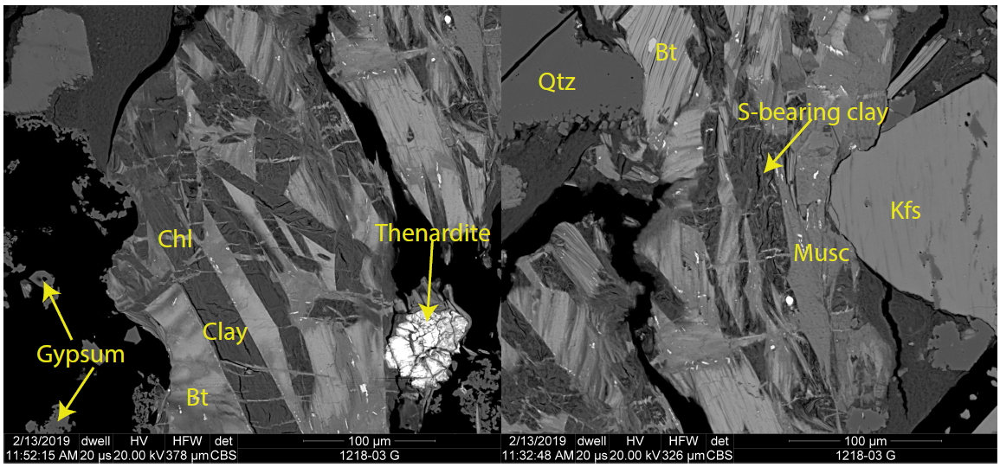 Chl
Thenardite
Clay
Gypsum
Bt
2/13/2019 dwell HV HFW det 100 µm
11:52:15 AM 20 µs 20.00 kV 378 µm CBS 1218-03 G
Bt
Qtz
S-bearing clay
Kfs
Musc
2/13/2019 dwell HV HFW det 100 µm
11:32:48 AM 20 µs 20.00 kV 326 µm CBS 1218-03 G